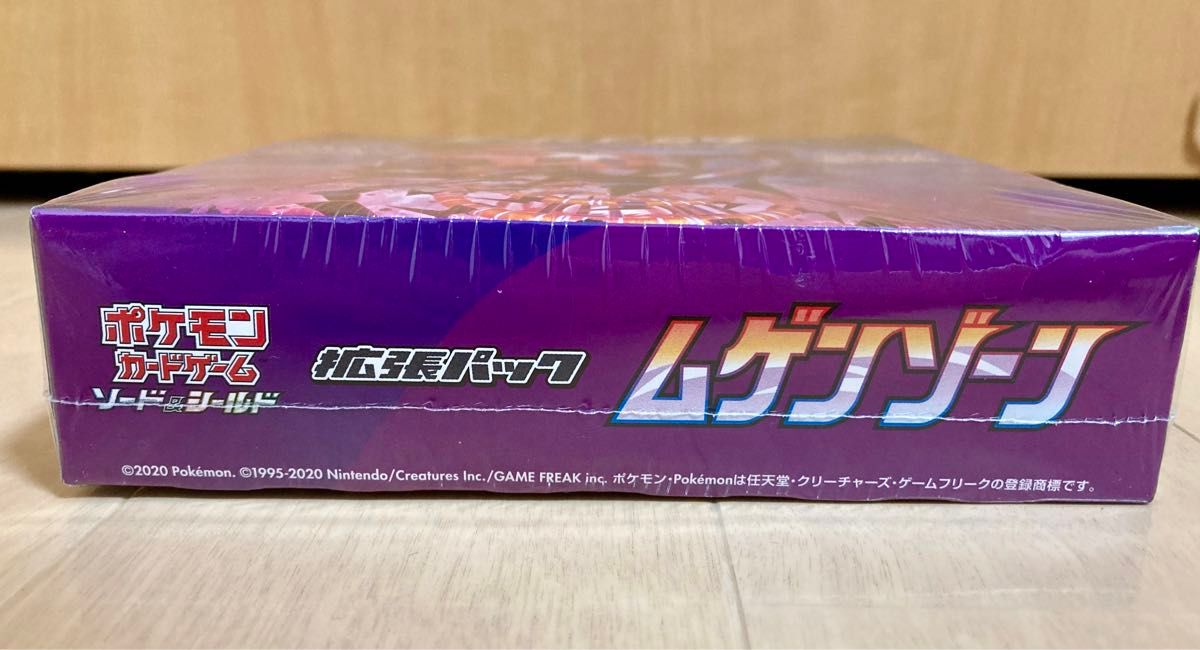 ポケモン
カードゲーム
ソード&シールド
拡張パック
ムゲンゾーン
©2020 Pokémon. ©1995-2020 Nintendo/Creatures Inc./GAME FREAK inc. ポケモン・Pokémonは任天堂・クリーチャーズ・ゲームフリークの登録商標です。